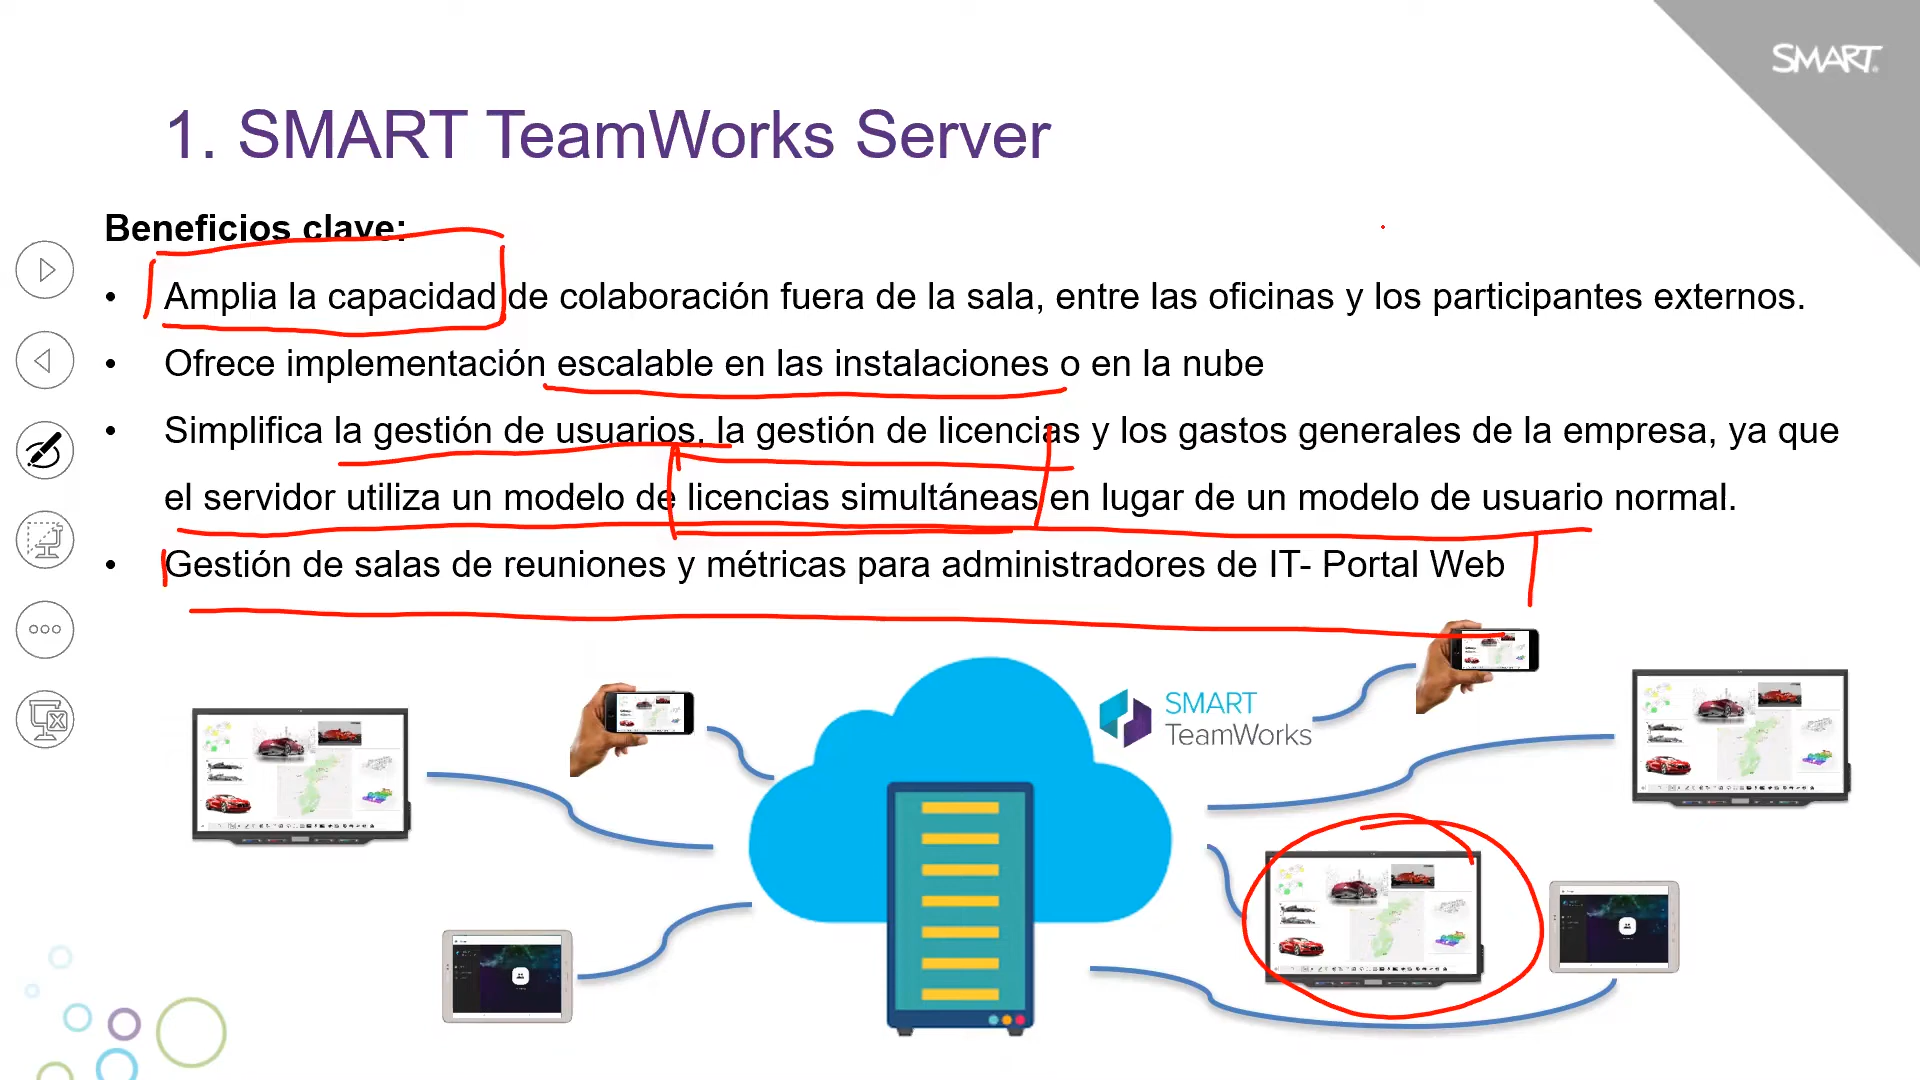 SMART
1. SMART TeamWorks Server
Beneficios clave:
• Amplia la capacidad de colaboración fuera de la sala, entre las oficinas y los participantes externos.
• Ofrece implementación escalable en las instalaciones o en la nube
• Simplifica la gestión de usuarios, la gestión de licencias y los gastos generales de la empresa, ya que
el servidor utiliza un modelo de licencias simultáneas en lugar de un modelo de usuario normal.
• Gestión de salas de reuniones y métricas para administradores de IT- Portal Web
SMART
TeamWorks